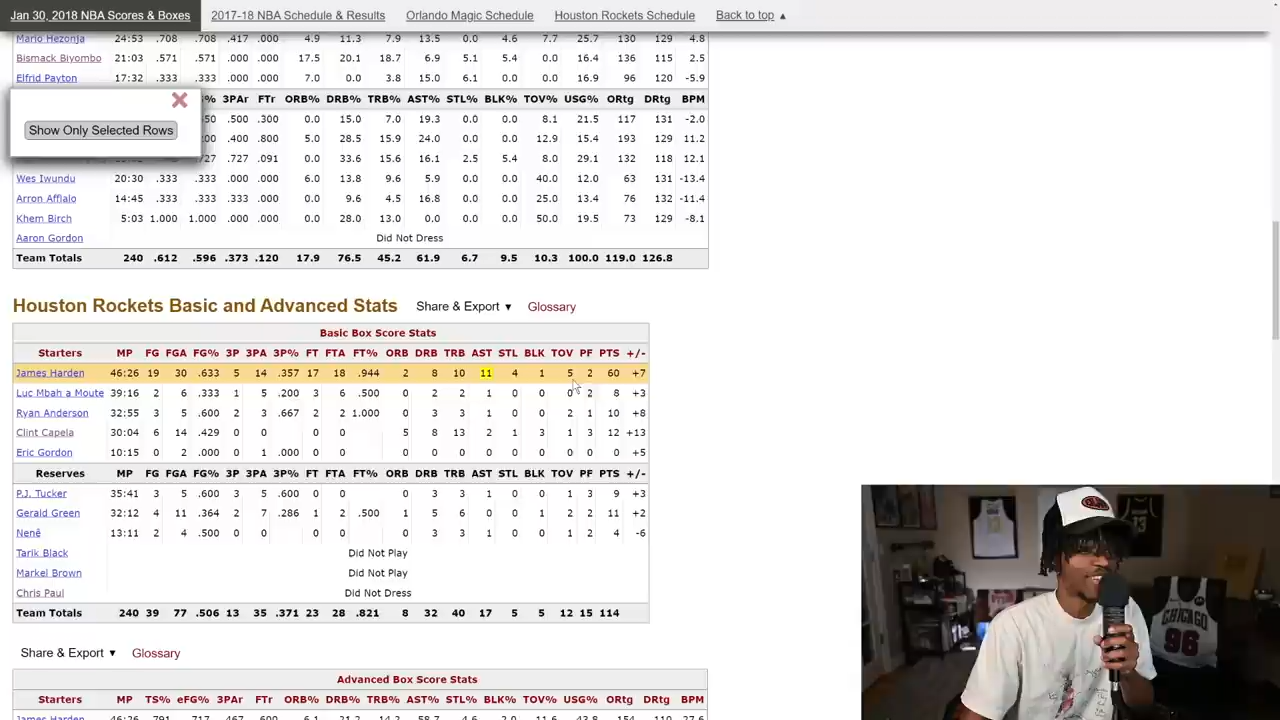 Jan 30, 2018 NBA Scores & Boxes 2017-18 NBA Schedule & Results Orlando Magic Schedule Houston Rockets Schedule Back to top ▲
Mario Hezonja 24:53 .708 .708 .417 .000 4.9 11.3 7.9 13.5 0.0 4.6 7.7 25.7 130 129 4.8
Bismack Biyombo 21:03 .571 .571 .000 .000 17.5 20.1 18.7 6.9 5.1 5.4 0.0 16.4 136 115 2.5
Elfrid Payton 17:32 .333 .333 .000 .000 7.0 0.0 3.8 15.0 6.1 0.0 0.0 16.9 96 120 -5.9
3PAr FTr ORB% DRB% TRB% AST% STL% BLK% TOV% USG% ORtg DRtg BPM
.500 .300 0.0 15.0 7.0 19.3 0.0 0.0 8.1 21.5 117 131 -2.0
Show Only Selected Rows
.400 .800 5.0 28.5 15.9 24.0 0.0 0.0 12.9 15.4 193 129 11.2
.727 .091 0.0 33.6 15.6 16.1 2.5 5.4 8.0 29.1 132 118 12.1
Wes Iwundu 20:30 .333 .333 .000 .000 6.0 13.8 9.6 5.9 0.0 0.0 40.0 12.0 63 131 -13.4
Arron Afflalo 14:45 .333 .333 .333 .000 0.0 9.6 4.5 16.8 0.0 0.0 25.0 13.4 76 132 -11.4
Khem Birch 5:03 1.000 1.000 .000 .000 0.0 28.0 13.0 0.0 0.0 0.0 50.0 19.5 73 129 -8.1
Aaron Gordon Did Not Dress
Team Totals 240 .612 .596 .373 .120 17.9 76.5 45.2 61.9 6.7 9.5 10.3 100.0 119.0 126.8
Houston Rockets Basic and Advanced Stats Share & Export ▼ Glossary
Basic Box Score Stats
Starters MP FG FGA FG% 3P 3PA 3P% FT FTA FT% ORB DRB TRB AST STL BLK TOV PF PTS +/-
James Harden 46:26 19 30 .633 5 14 .357 17 18 .944 2 8 10 11 4 1 5 2 60 +7
Luc Mbah a Moute 39:16 2 6 .333 1 5 .200 3 6 .500 0 2 2 1 0 0 0 2 8 +3
Ryan Anderson 32:55 3 5 .600 2 3 .667 2 2 1.000 0 3 3 1 0 0 2 1 10 +8
Clint Capela 30:04 6 14 .429 0 0 0 0 5 8 13 2 1 3 1 3 12 +13
Eric Gordon 10:15 0 2 .000 0 1 .000 0 0 0 0 0 0 0 0 0 0 0 +5
Reserves MP FG FGA FG% 3P 3PA 3P% FT FTA FT% ORB DRB TRB AST STL BLK TOV PF PTS +/-
P.J. Tucker 35:41 3 5 .600 3 5 .600 0 0 0 3 3 1 0 0 1 3 9 +3
Gerald Green 32:12 4 11 .364 2 7 .286 1 2 .500 1 5 6 0 0 1 2 2 11 +2
Nenê 13:11 2 4 .500 0 0 0 0 0 3 3 1 0 0 1 2 4 -6
Tarik Black Did Not Play
Markel Brown Did Not Play
Chris Paul Did Not Dress
Team Totals 240 39 77 .506 13 35 .371 23 28 .821 8 32 40 17 5 5 12 15 114
Share & Export ▼ Glossary
Advanced Box Score Stats
Starters MP TS% eFG% 3PAr FTr ORB% DRB% TRB% AST% STL% BLK% TOV% USG% ORtg DRtg BPM
CHICAGO
96
13